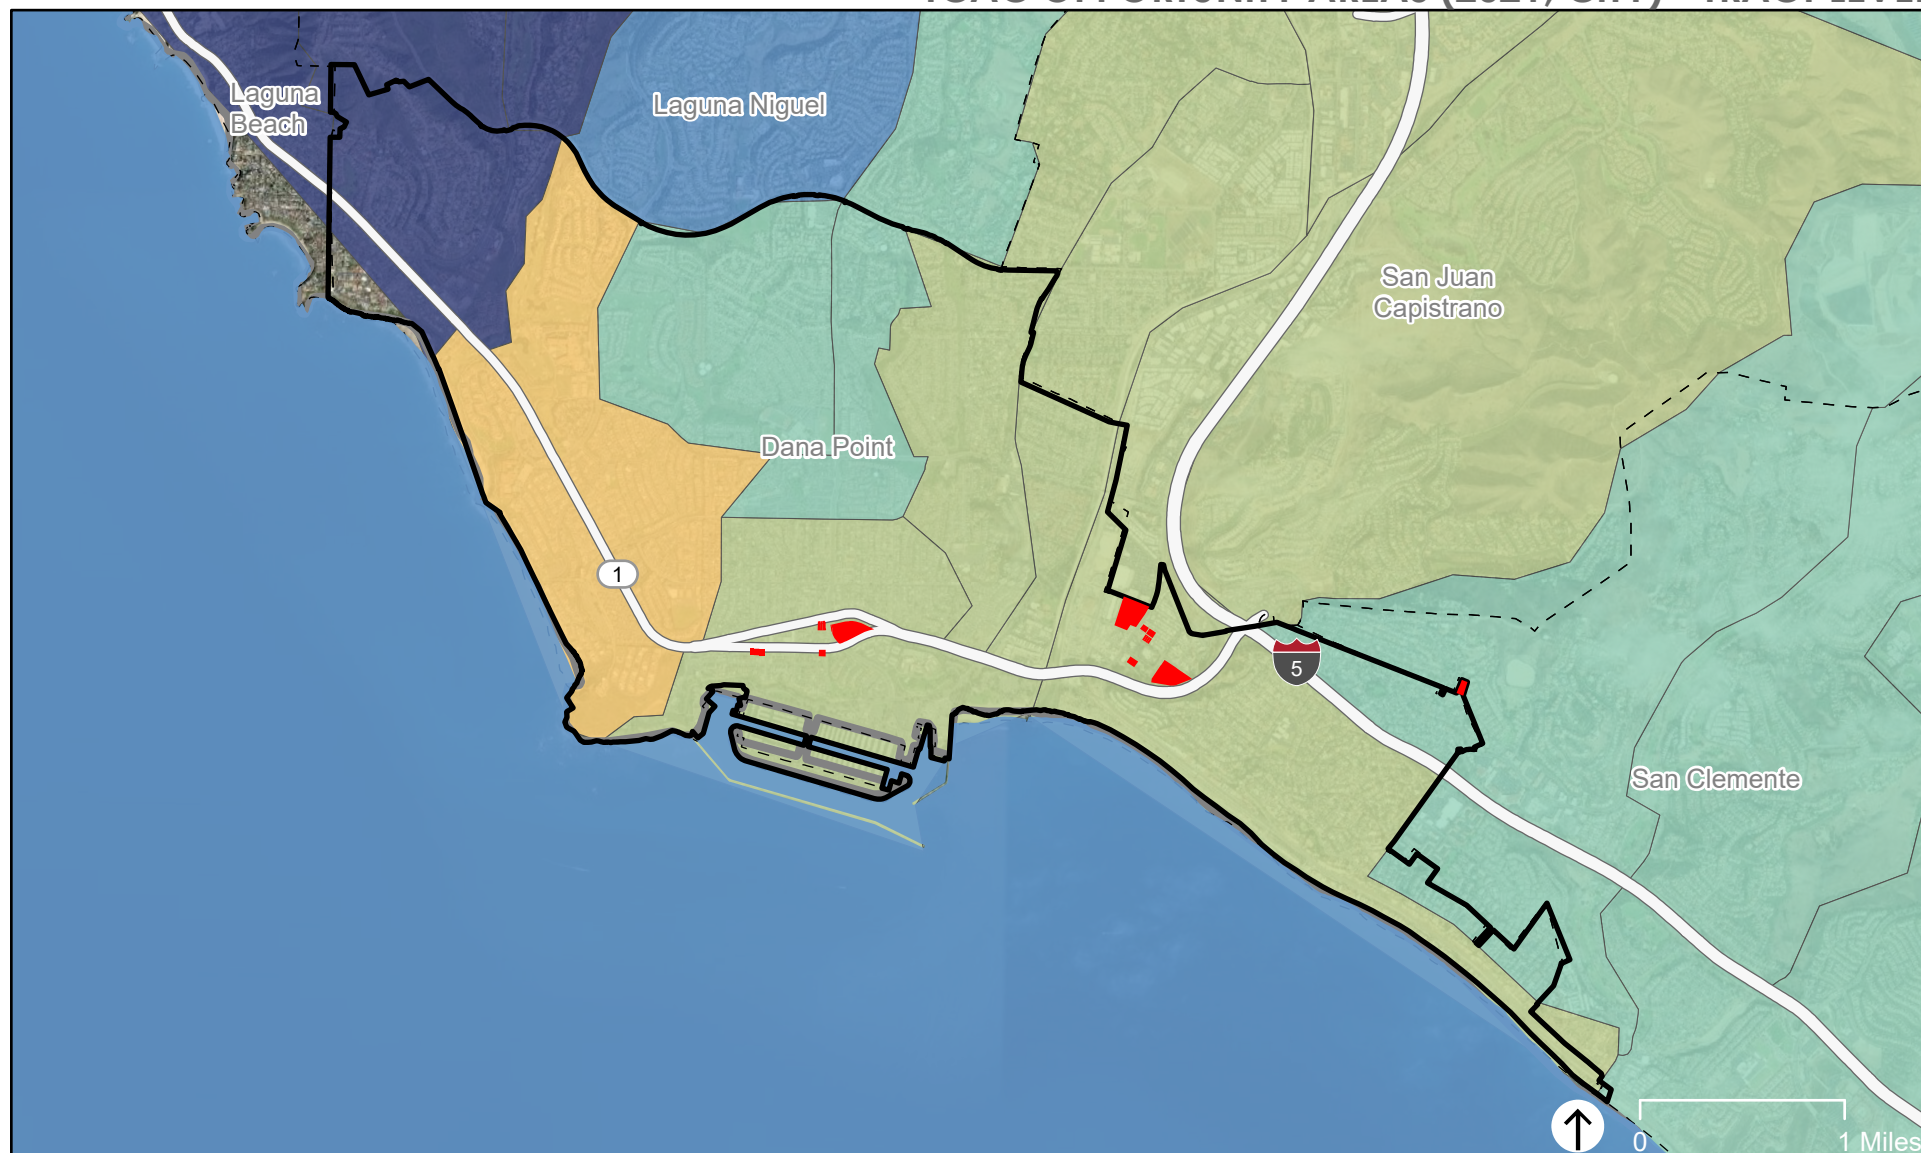 Laguna
Beach
Laguna Niguel
San Juan
Capistrano
Dana Point
1
5
San Clemente
0 1 Miles